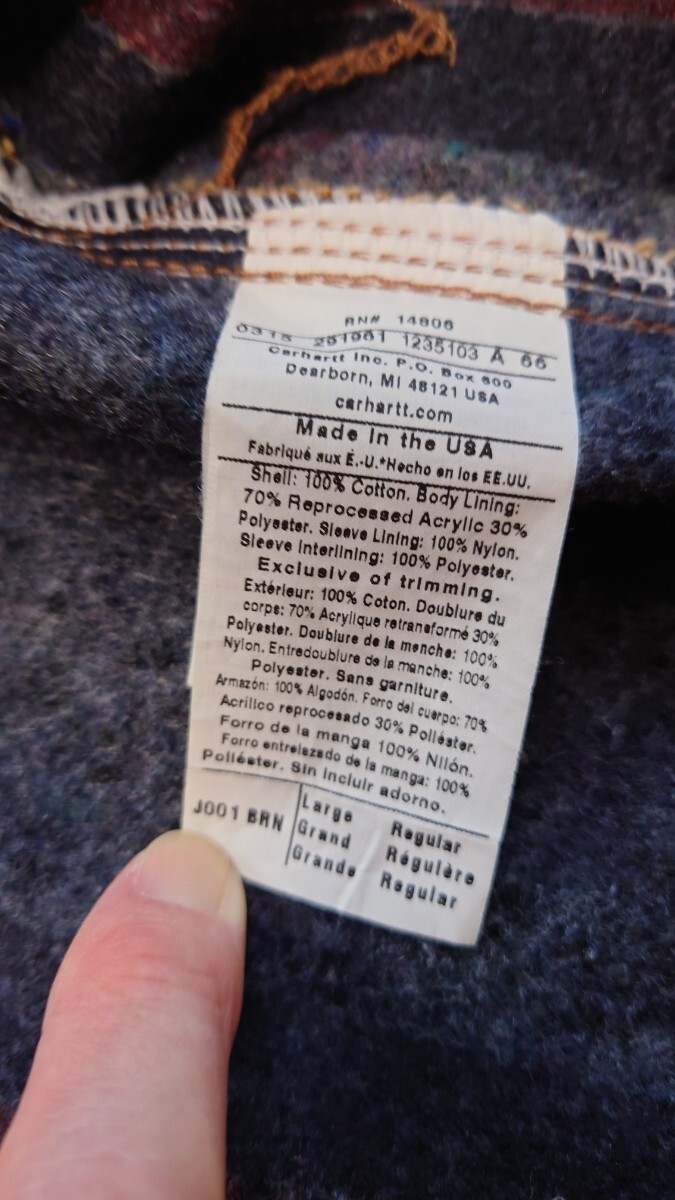 RN# 14806
0315 291961 1235103 A 66
Carhartt Inc. P.O. Box 600
Dearborn, MI 48121 USA
carhartt.com
Made in the USA
Fabriqué aux É.-U.*Hecho en los EE.UU.
Shell: 100% Cotton. Body Lining:
70% Reprocessed Acrylic 30%
Polyester. Sleeve Lining: 100% Nylon.
Sleeve Interlining: 100% Polyester.
Exclusive of trimming.
Extérieur: 100% Coton. Doublure du
corps: 70% Acrylique retransformé 30%
Polyester. Doublure de la manche: 100%
Nylon. Entredoublure de la manche: 100%
Polyester. Sans garniture.
Armazón: 100% Algodón. Forro del cuerpo: 70%
Acrílico reprocesado 30% Poliéster.
Forro de la manga 100% Nilón.
Forro entrelazado de la manga: 100%
Poliéster. Sin incluir adorno.
J001 BRN Large Regular
Grand Régulère
Grande Regular